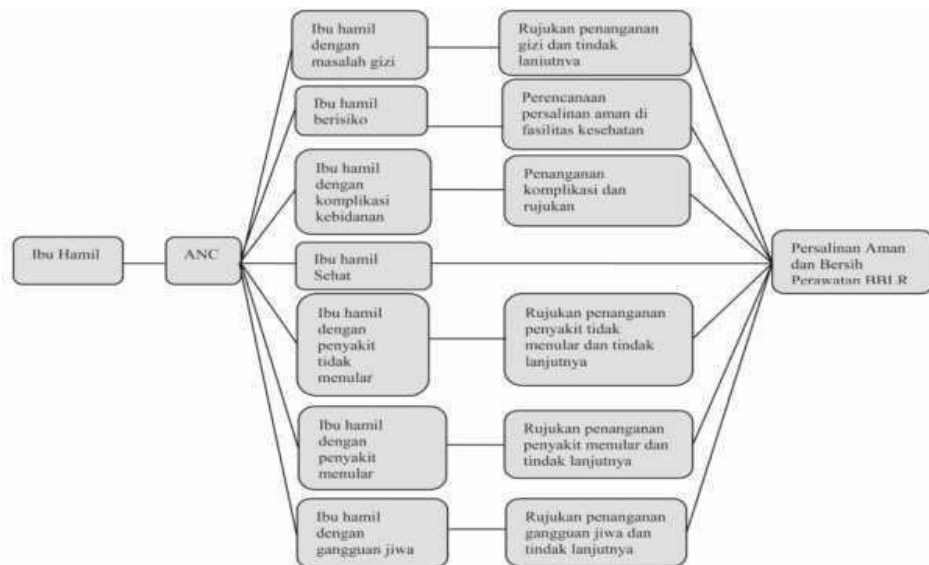 Ibu Hamil
ANC
Ibu hamil
dengan
masalah gizi
Rujukan penanganan
gizi dan tindak
lanjutnya
Ibu hamil
berisiko
Perencanaan
persalinan aman di
fasilitas kesehatan
Ibu hamil
dengan
komplikasi
kebidanan
Penanganan
komplikasi dan
rujukan
Ibu hamil
Sehat
Ibu hamil
dengan
penyakit
tidak
menular
Rujukan penanganan
penyakit tidak
menular dan tindak
lanjutnya
Ibu hamil
dengan
penyakit
menular
Rujukan penanganan
penyakit menular dan
tindak lanjutnya
Ibu hamil
dengan
gangguan jiwa
Rujukan penanganan
gangguan jiwa dan
tindak lanjutnya
Persalinan Aman
dan Bersih
Perawatan BBLR